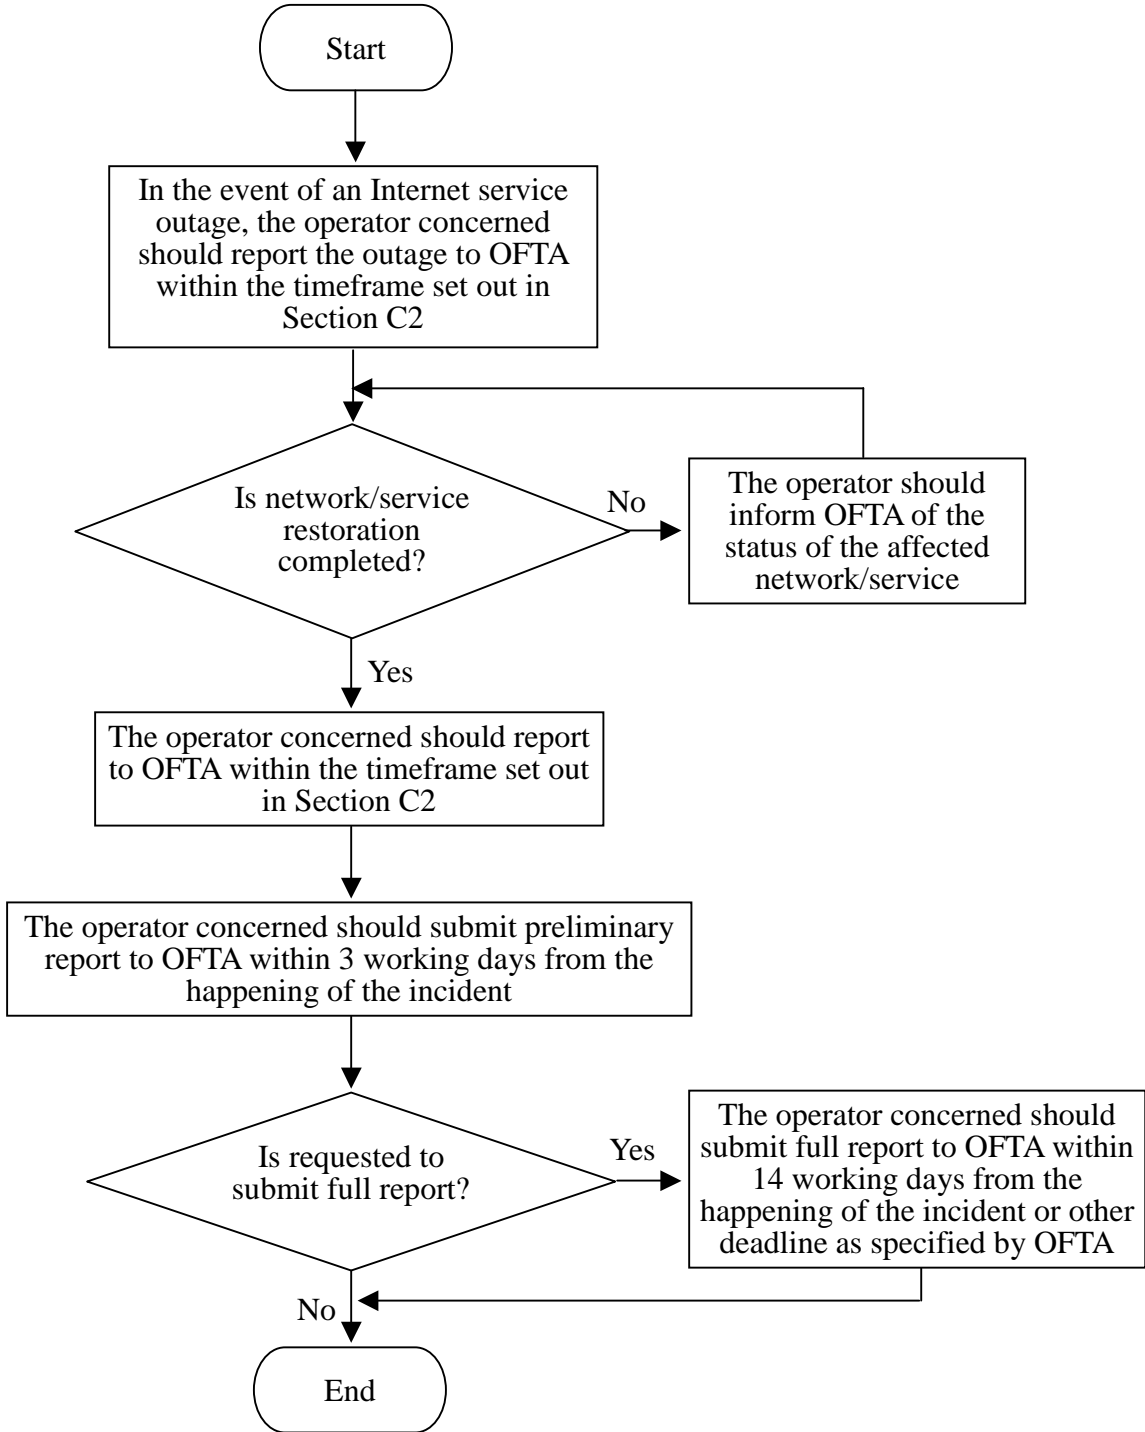 Start
In the event of an Internet service
outage, the operator concerned
should report the outage to OFTA
within the timeframe set out in
Section C2
Is network/service
restoration
completed?
No
The operator should
inform OFTA of the
status of the affected
network/service
Yes
The operator concerned should report
to OFTA within the timeframe set out
in Section C2
The operator concerned should submit preliminary
report to OFTA within 3 working days from the
happening of the incident
Is requested to
submit full report?
Yes
The operator concerned should
submit full report to OFTA within
14 working days from the
happening of the incident or other
deadline as specified by OFTA
No
End